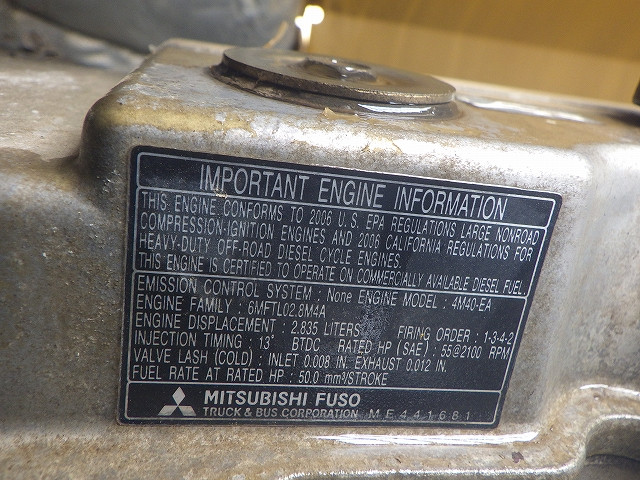 IMPORTANT ENGINE INFORMATION
THIS ENGINE CONFORMS TO 2006 U.S. EPA REGULATIONS LARGE NONROAD
COMPRESSION-IGNITION ENGINES AND 2006 CALIFORNIA REGULATIONS FOR
HEAVY-DUTY OFF-ROAD DIESEL CYCLE ENGINES.
THIS ENGINE IS CERTIFIED TO OPERATE ON COMMERCIALLY AVAILABLE DIESEL FUEL.
EMISSION CONTROL SYSTEM : None ENGINE MODEL : 4M40-EA
ENGINE FAMILY : 6MFTL02.8M4A
ENGINE DISPLACEMENT : 2.835 LITERS FIRING ORDER : 1-3-4-2
INJECTION TIMING : 13° BTDC RATED HP (SAE) : 55@2100 RPM
VALVE LASH (COLD) : INLET 0.008 IN. EXHAUST 0.012 IN.
FUEL RATE AT RATED HP : 50.0 mm³/STROKE
MITSUBISHI FUSO
TRUCK & BUS CORPORATION ME441681